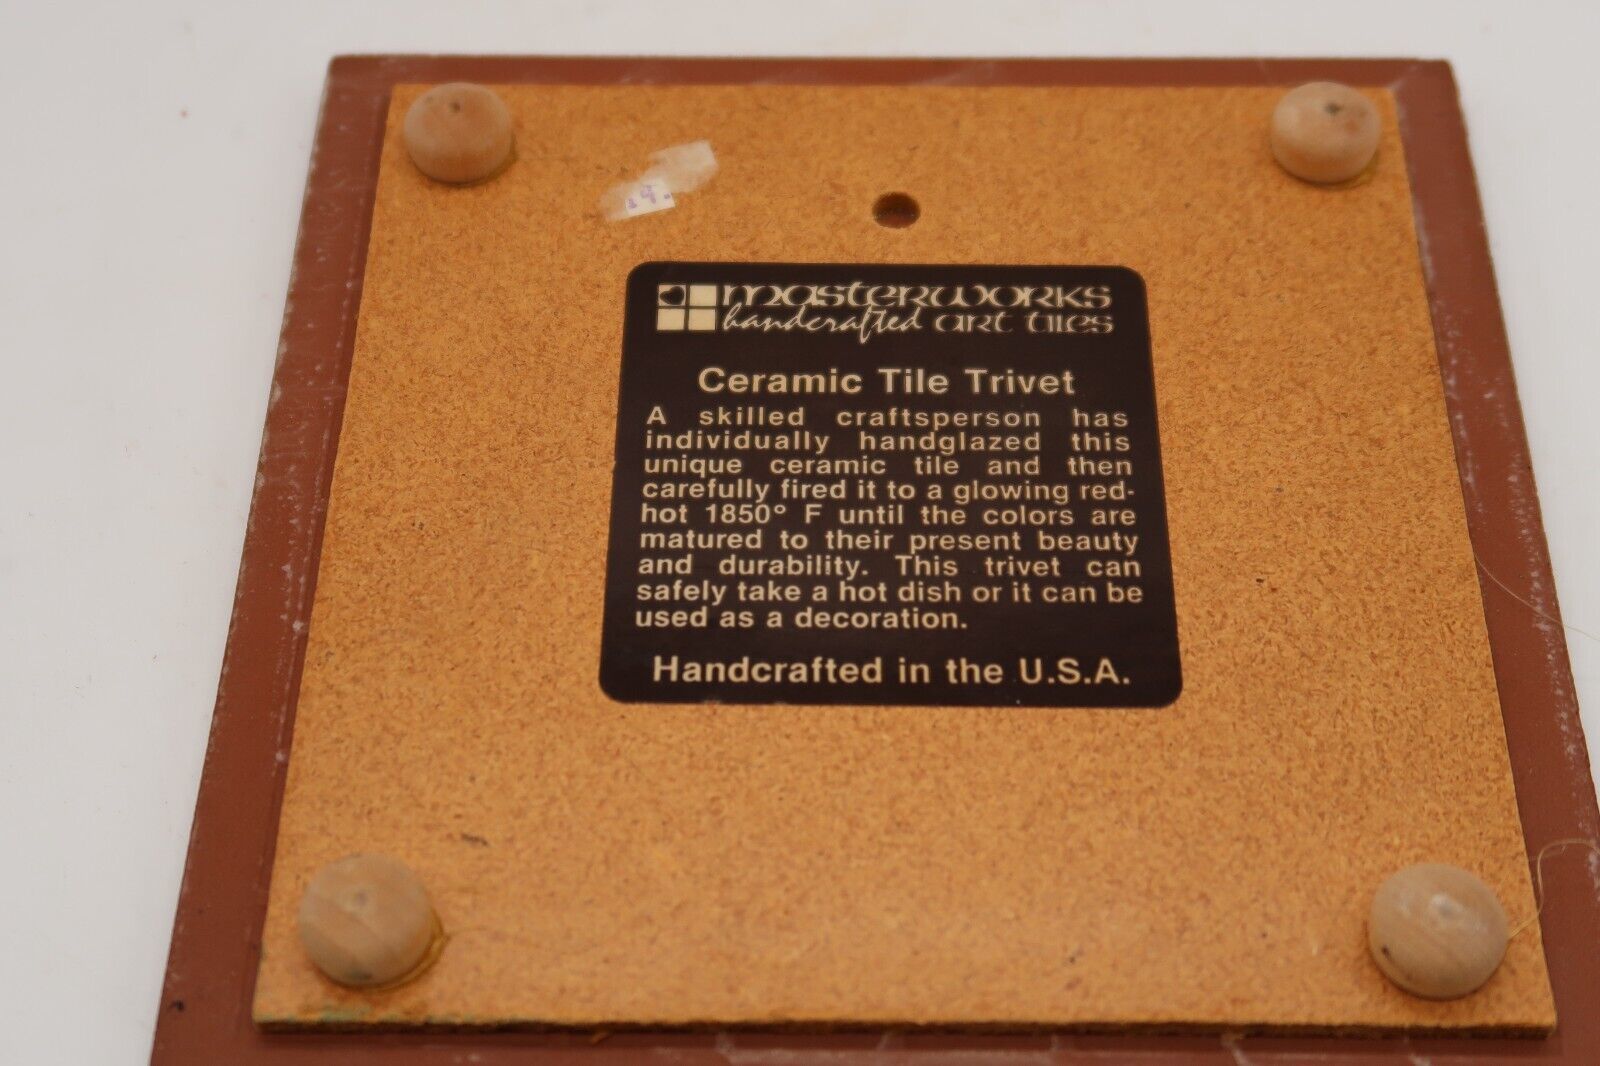 .9.
masterworks
handcrafted art tiles
Ceramic Tile Trivet
A skilled craftsperson has
individually handglazed this
unique ceramic tile and then
carefully fired it to a glowing red-
hot 1850° F until the colors are
matured to their present beauty
and durability. This trivet can
safely take a hot dish or it can be
used as a decoration.
Handcrafted in the U.S.A.